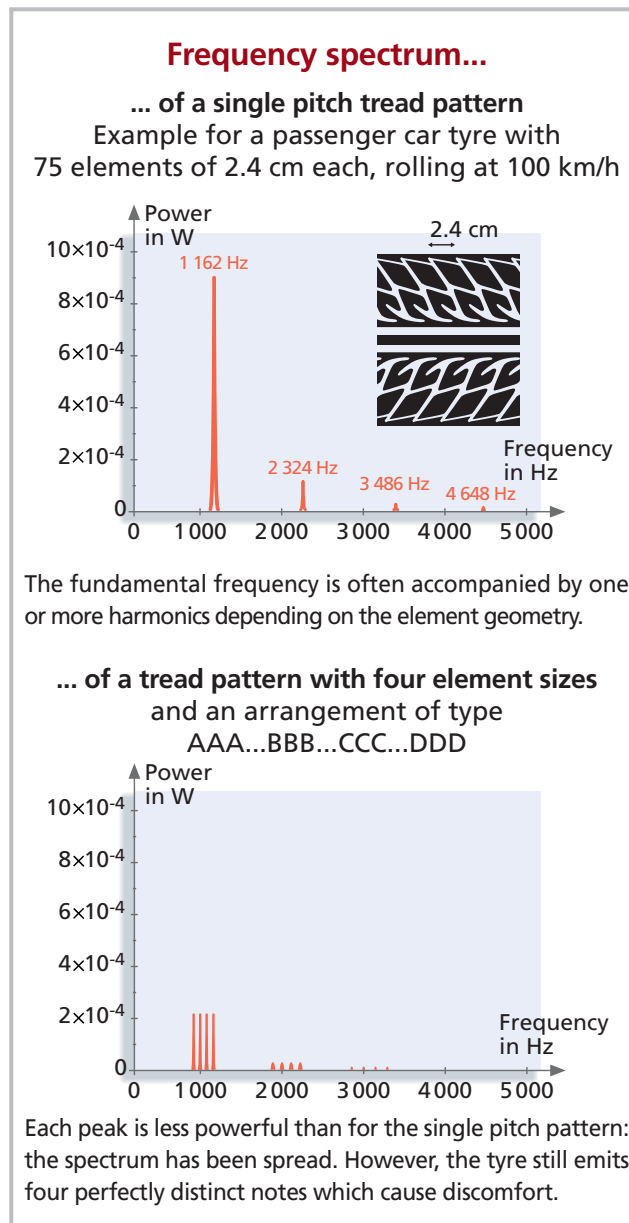 Frequency spectrum...
... of a single pitch tread pattern
Example for a passenger car tyre with
75 elements of 2.4 cm each, rolling at 100 km/h
Power
in W
2.4 cm
10×10-4
1 162 Hz
8×10-4
6×10-4
4×10-4
Frequency
in Hz
2×10-4
2 324 Hz
3 486 Hz
4 648 Hz
0
0 1 000 2 000 3 000 4 000 5 000
The fundamental frequency is often accompanied by one
or more harmonics depending on the element geometry.
... of a tread pattern with four element sizes
and an arrangement of type
AAA...BBB...CCC...DDD
Power
in W
10×10-4
8×10-4
6×10-4
4×10-4
2×10-4
Frequency
in Hz
0
0 1 000 2 000 3 000 4 000 5 000
Each peak is less powerful than for the single pitch pattern:
the spectrum has been spread. However, the tyre still emits
four perfectly distinct notes which cause discomfort.